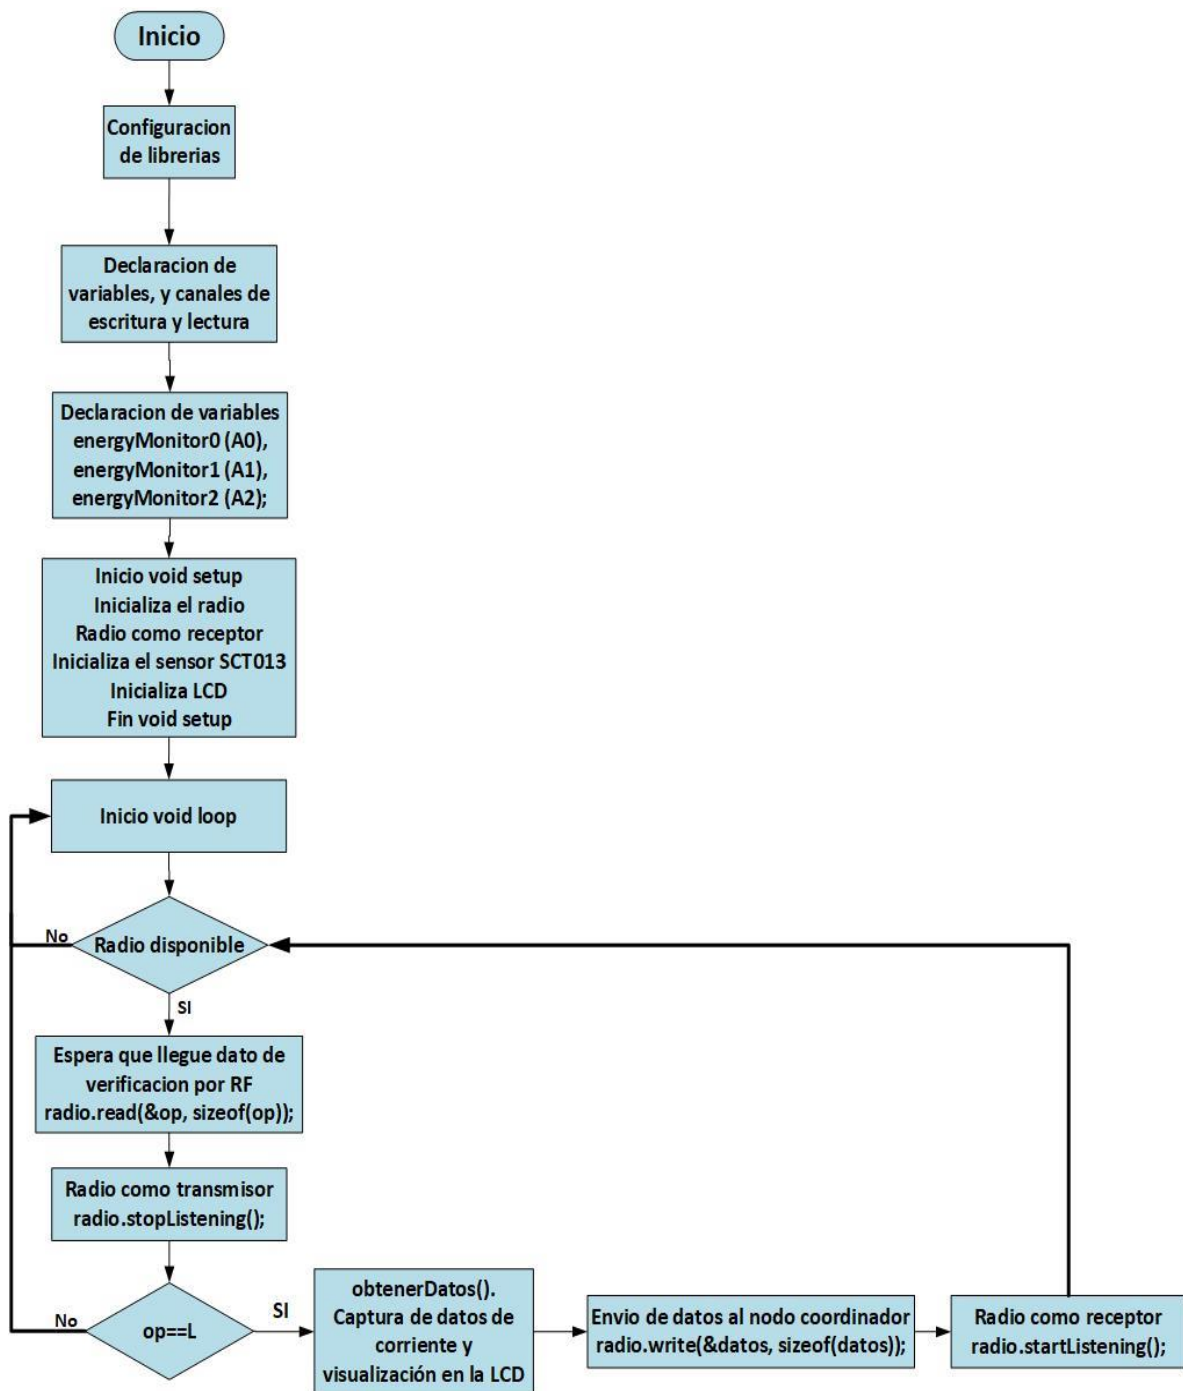 Inicio
Configuracion
de librerias
Declaracion de
variables, y canales de
escritura y lectura
Declaracion de variables
energyMonitor0 (A0),
energyMonitor1 (A1),
energyMonitor2 (A2);
Inicio void setup
Inicializa el radio
Radio como receptor
Inicializa el sensor SCT013
Inicializa LCD
Fin void setup
Inicio void loop
No
Radio disponible
SI
Espera que llegue dato de
verificacion por RF
radio.read(&op, sizeof(op));
Radio como transmisor
radio.stopListening();
No
op==L
SI
obtenerDatos().
Captura de datos de
corriente y
visualización en la LCD
Envio de datos al nodo coordinador
radio.write(&datos, sizeof(datos));
Radio como receptor
radio.startListening();